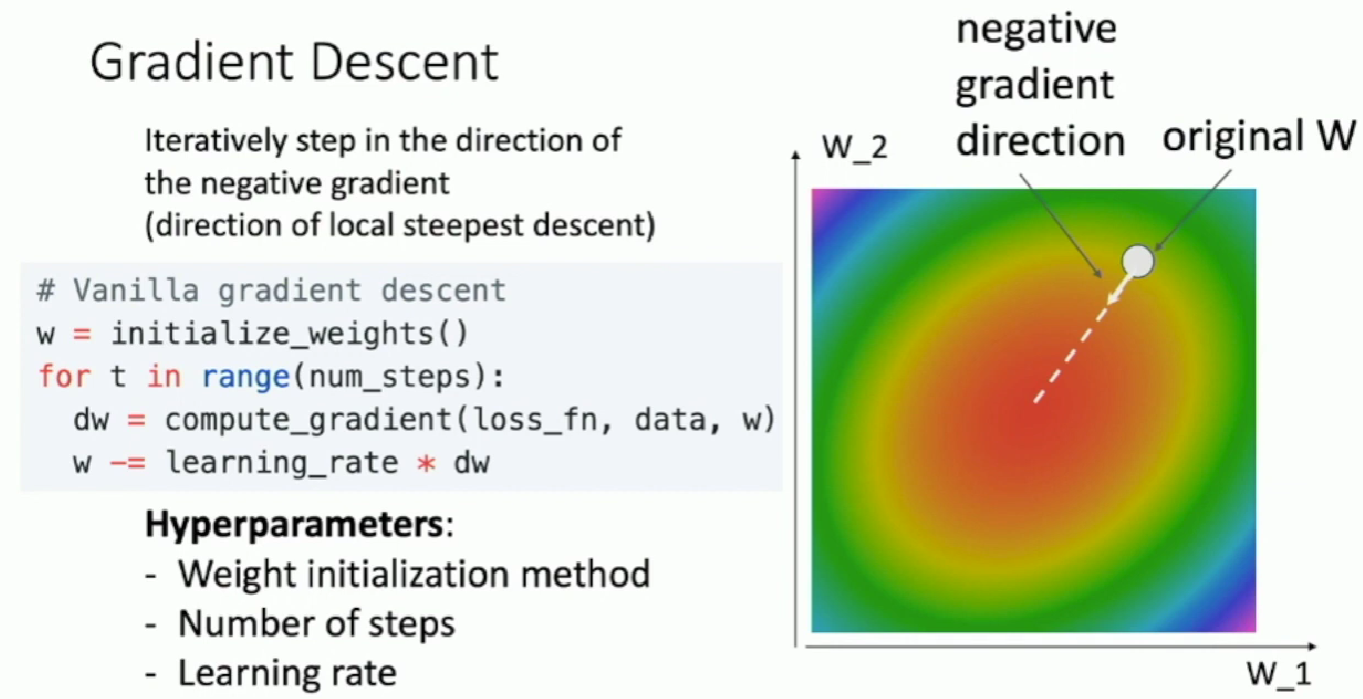 Gradient Descent
Iteratively step in the direction of
the negative gradient
(direction of local steepest descent)
# Vanilla gradient descent
w = initialize_weights()
for t in range(num_steps):
  dw = compute_gradient(loss_fn, data, w)
  w -= learning_rate * dw
Hyperparameters:
- Weight initialization method
- Number of steps
- Learning rate
negative
gradient
direction
original W
W_2
W_1